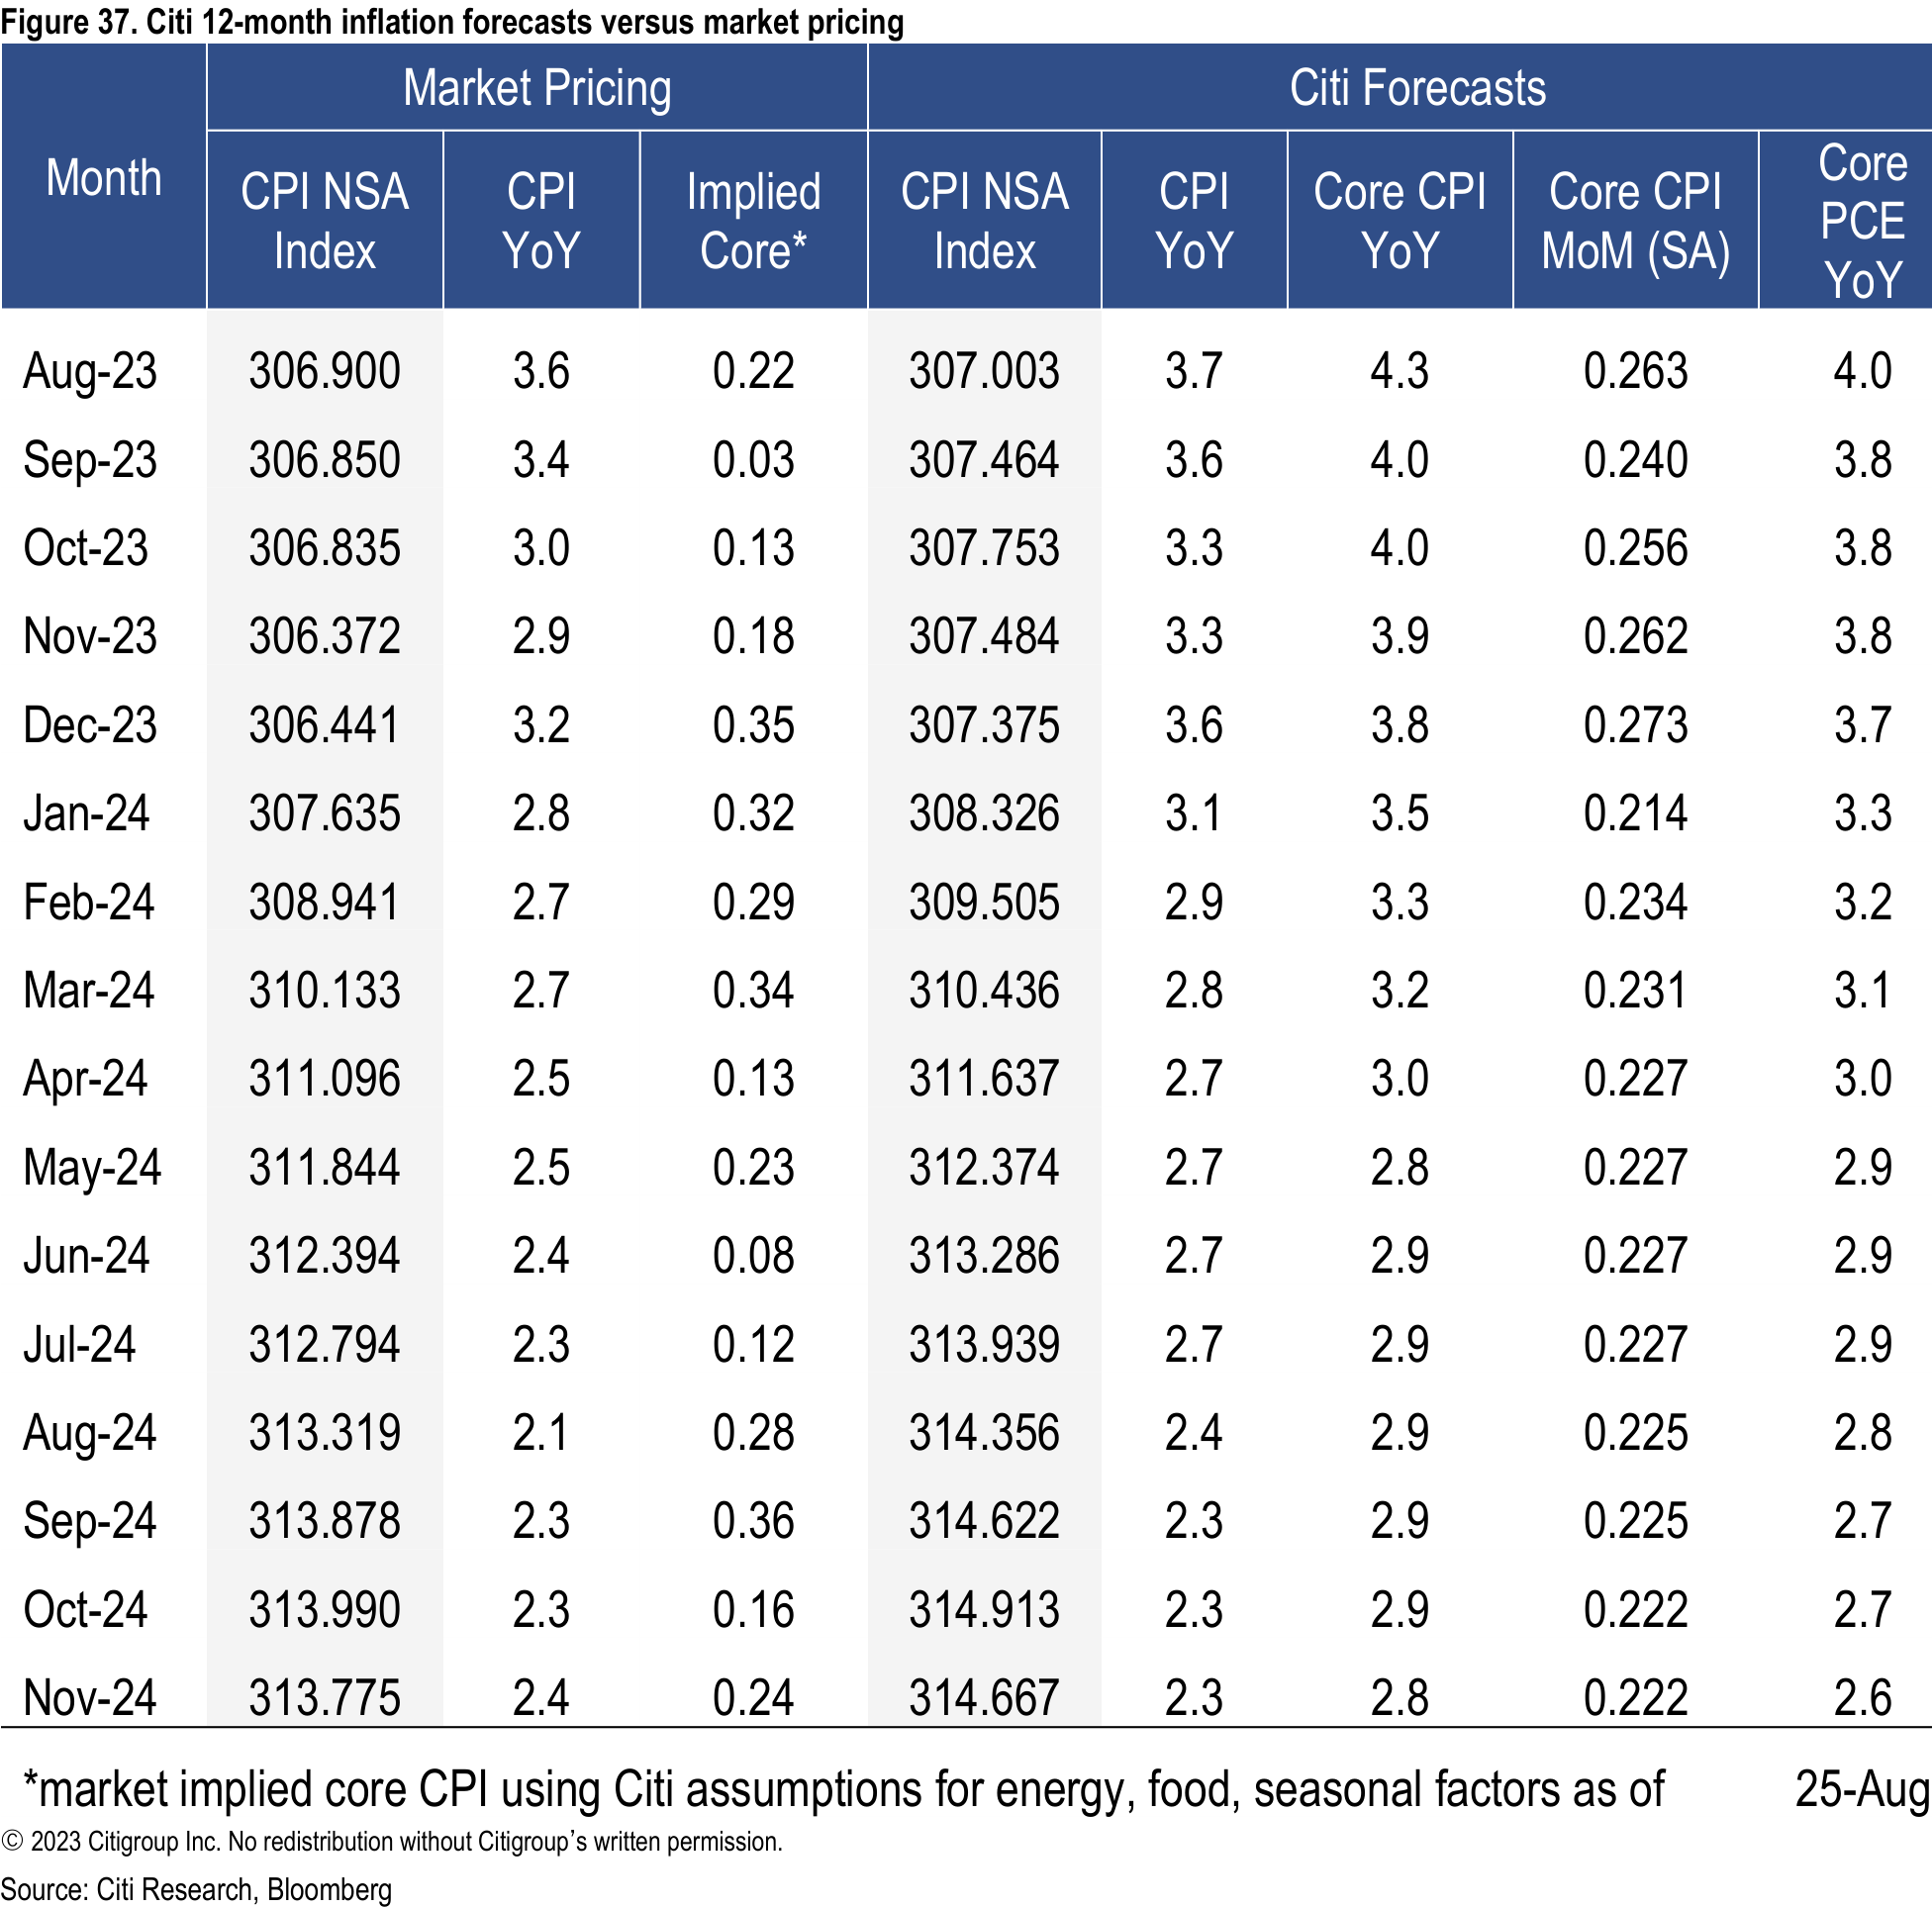 Figure 37. Citi 12-month inflation forecasts versus market pricing
Market Pricing Citi Forecasts
Month CPI NSA Index CPI YoY Implied Core* CPI NSA Index CPI YoY Core CPI YoY Core CPI MoM (SA) Core PCE YoY
Aug-23 306.900 3.6 0.22 307.003 3.7 4.3 0.263 4.0
Sep-23 306.850 3.4 0.03 307.464 3.6 4.0 0.240 3.8
Oct-23 306.835 3.0 0.13 307.753 3.3 4.0 0.256 3.8
Nov-23 306.372 2.9 0.18 307.484 3.3 3.9 0.262 3.8
Dec-23 306.441 3.2 0.35 307.375 3.6 3.8 0.273 3.7
Jan-24 307.635 2.8 0.32 308.326 3.1 3.5 0.214 3.3
Feb-24 308.941 2.7 0.29 309.505 2.9 3.3 0.234 3.2
Mar-24 310.133 2.7 0.34 310.436 2.8 3.2 0.231 3.1
Apr-24 311.096 2.5 0.13 311.637 2.7 3.0 0.227 3.0
May-24 311.844 2.5 0.23 312.374 2.7 2.8 0.227 2.9
Jun-24 312.394 2.4 0.08 313.286 2.7 2.9 0.227 2.9
Jul-24 312.794 2.3 0.12 313.939 2.7 2.9 0.227 2.9
Aug-24 313.319 2.1 0.28 314.356 2.4 2.9 0.225 2.8
Sep-24 313.878 2.3 0.36 314.622 2.3 2.9 0.225 2.7
Oct-24 313.990 2.3 0.16 314.913 2.3 2.9 0.222 2.7
Nov-24 313.775 2.4 0.24 314.667 2.3 2.8 0.222 2.6
*market implied core CPI using Citi assumptions for energy, food, seasonal factors as of 25-Aug
© 2023 Citigroup Inc. No redistribution without Citigroup’s written permission.
Source: Citi Research, Bloomberg